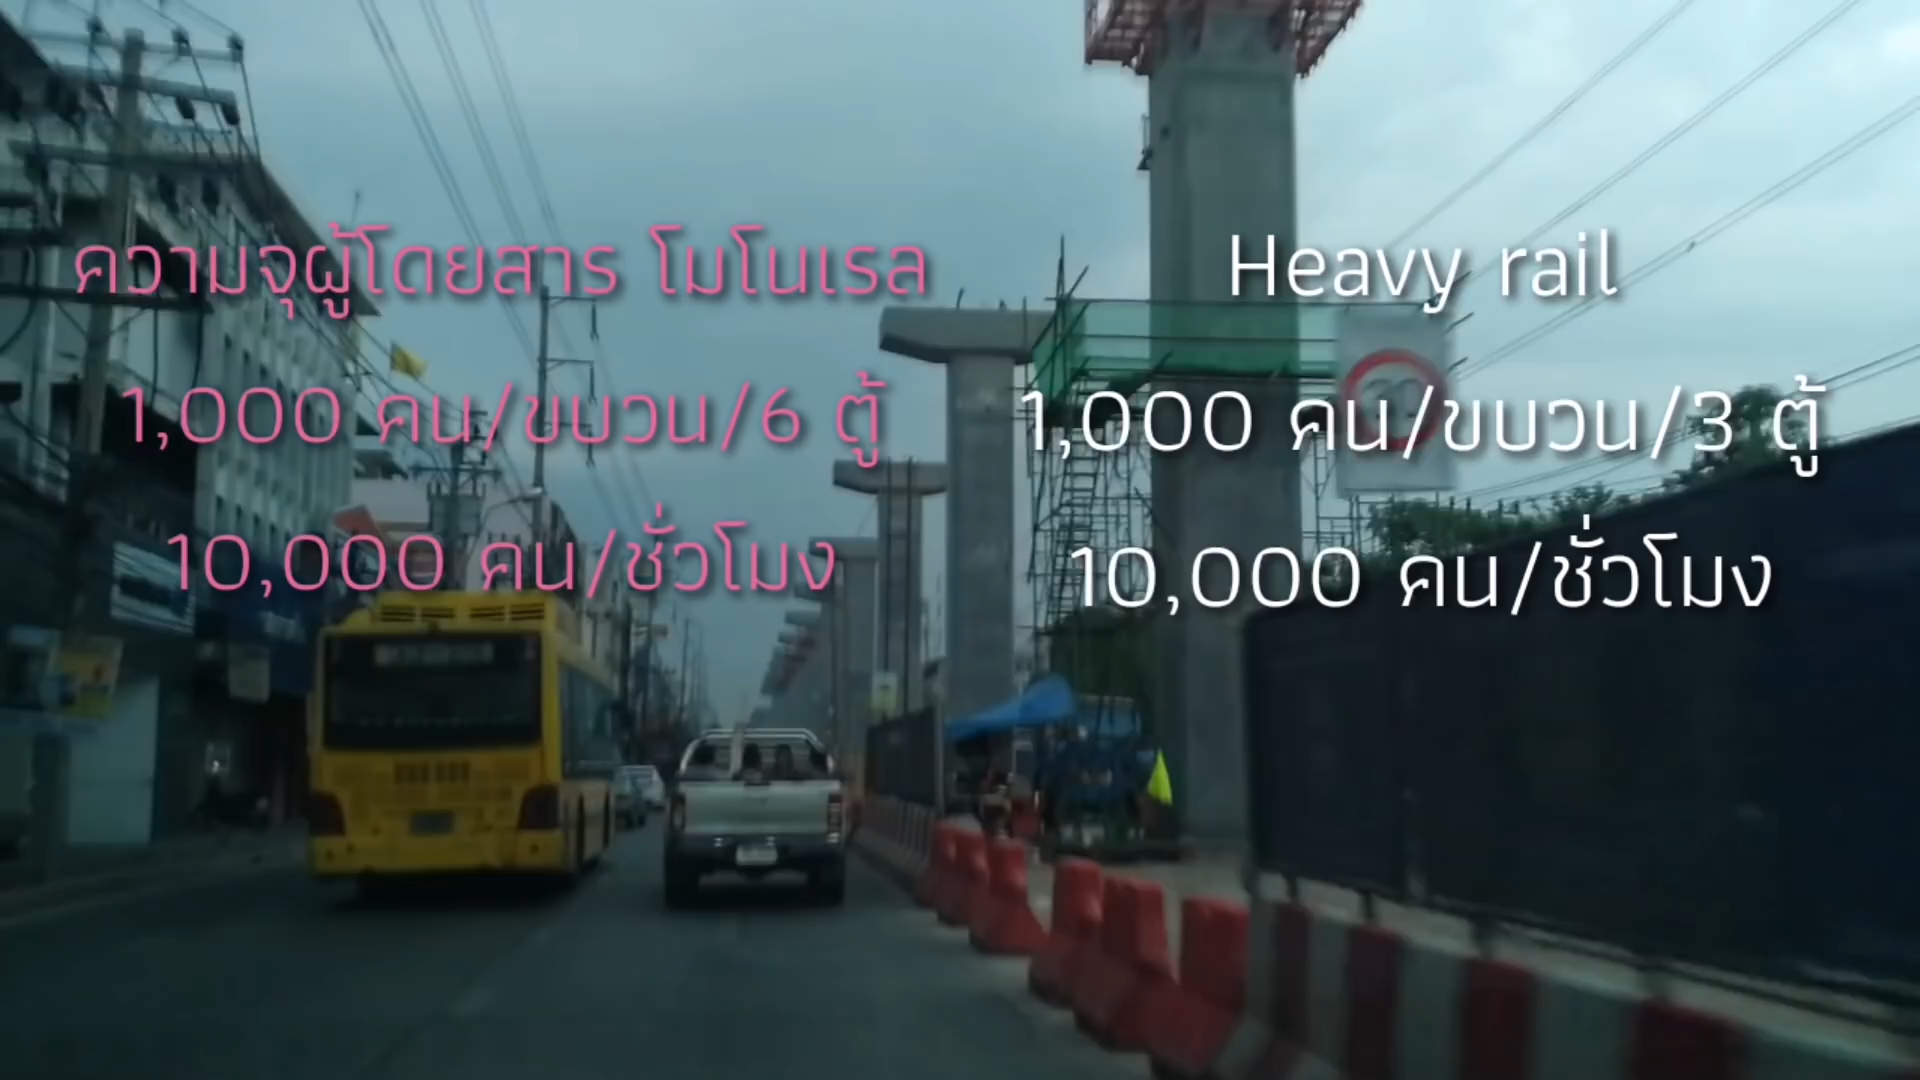 ความจุผู้โดยสาร โมโนเรล
1,000 คน/ขบวน/6 ตู้
10,000 คน/ชั่วโมง
Heavy rail
1,000 คน/ขบวน/3 ตู้
10,000 คน/ชั่วโมง